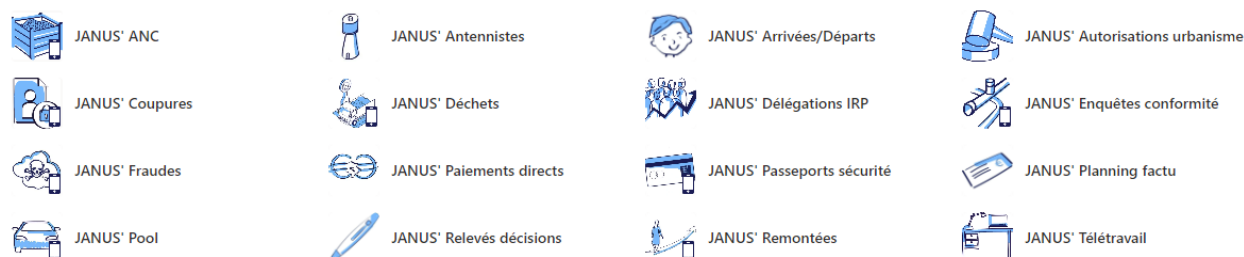 JANUS' ANC
JANUS' Antennistes
JANUS' Arrivées/Départs
JANUS' Autorisations urbanisme
JANUS' Coupures
JANUS' Déchets
JANUS' Délégations IRP
JANUS' Enquêtes conformité
JANUS' Fraudes
JANUS' Paiements directs
JANUS' Passeports sécurité
JANUS' Planning factu
JANUS' Pool
JANUS' Relevés décisions
JANUS' Remontées
JANUS' Télétravail